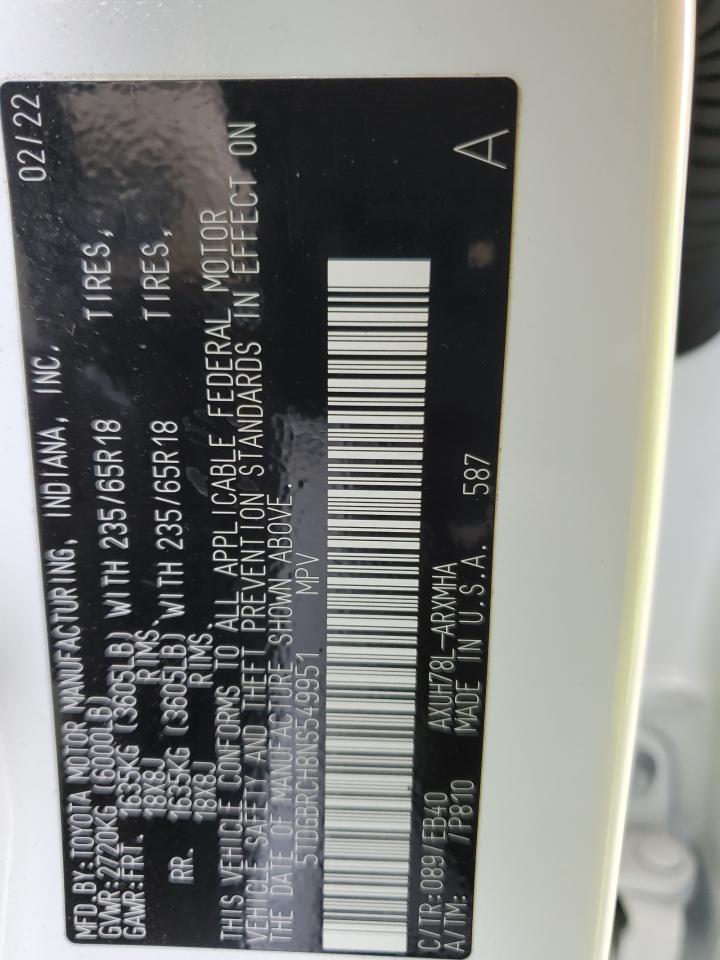 MFD.BY:TOYOTA MOTOR MANUFACTURING, INDIANA, INC. 02/22
GVWR:2720KG (6000LB)
GAWR:FRT. 1635KG (3605LB) WITH 235/65R18 TIRES,
18X8J RIMS.
RR. 1635KG (3605LB) WITH 235/65R18 TIRES,
18X8J RIMS.
THIS VEHICLE CONFORMS TO ALL APPLICABLE FEDERAL MOTOR
VEHICLE SAFETY AND THEFT PREVENTION STANDARDS IN EFFECT ON
THE DATE OF MANUFACTURE SHOWN ABOVE.
5TDGBRCH8NS549951 MPV
C/TR:089/EB40 AXUH78L-ARXMHA
A/TM: /P810 MADE IN U.S.A. 587 A